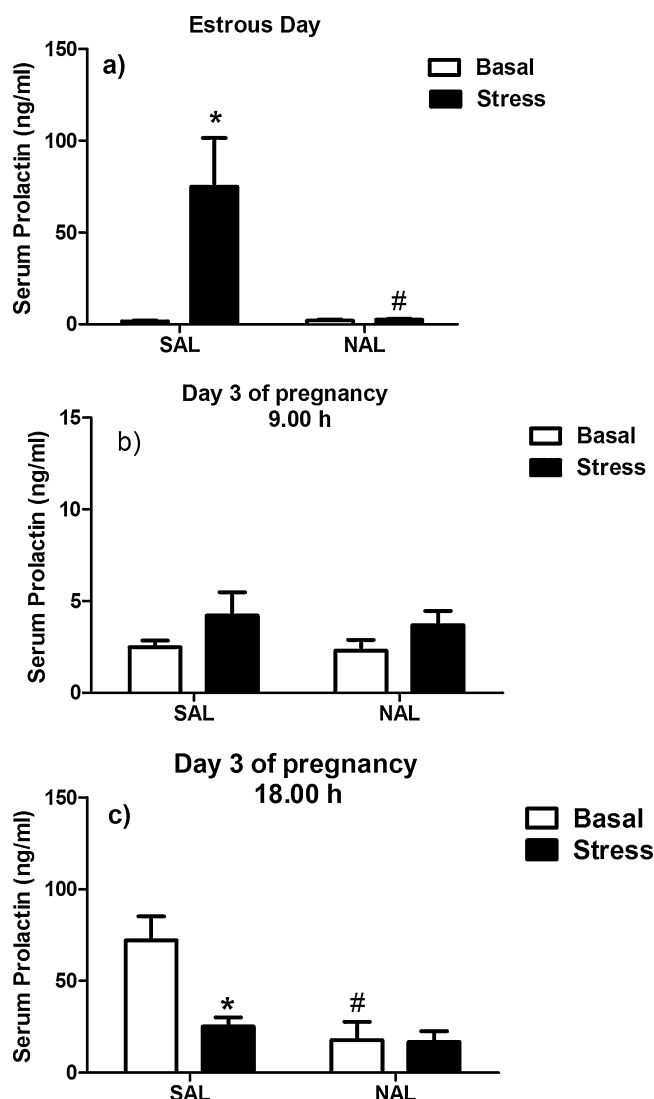 Estrous Day
a)
Basal
Stress
Serum Prolactin (ng/ml)
150
100
50
0
*
#
SAL
NAL
Day 3 of pregnancy
9.00 h
b)
Basal
Stress
Serum Prolactin (ng/ml)
15
10
5
0
SAL
NAL
Day 3 of pregnancy
18.00 h
c)
Basal
Stress
Serum Prolactin (ng/ml)
150
100
50
0
*
#
SAL
NAL